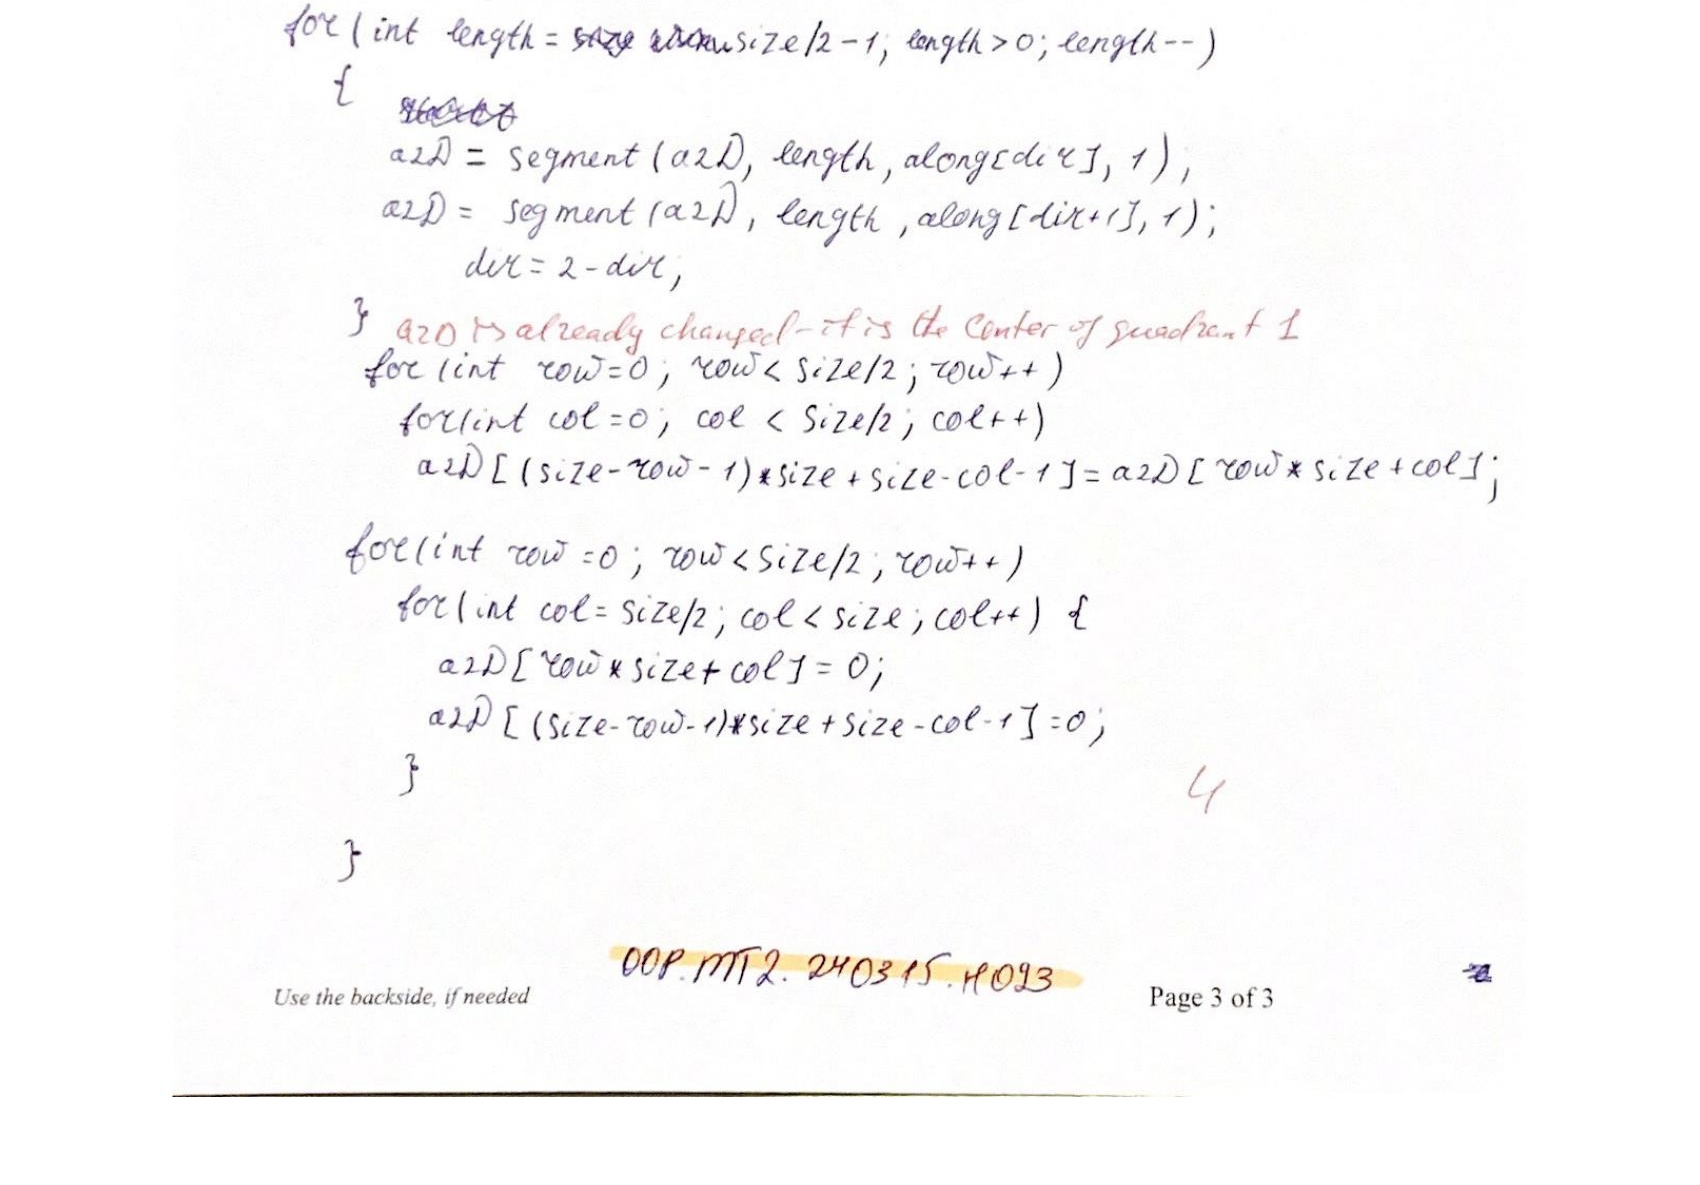 for(int length = size/2-1; length>0; length--)
{
a2D = segment(a2D, length, along[dir], 1);
a2D = segment(a2D, length, along[dir+1], 1);
dir = 2-dir;
} a2D is already changed - it is the center of quadrant 1
for(int row=0; row < size/2; row++)
for(int col=0; col < size/2; col++)
a2D[(size-row-1)*size+size-col-1]=a2D[row*size+col];
for(int row=0; row<size/2; row++)
for(int col=size/2; col<size; col++) {
a2D[row*size+col]=0;
a2D[(size-row-1)*size+size-col-1]=0;
}
4
}
OOP.MT2.240315.H093
Use the backside, if needed
Page 3 of 3